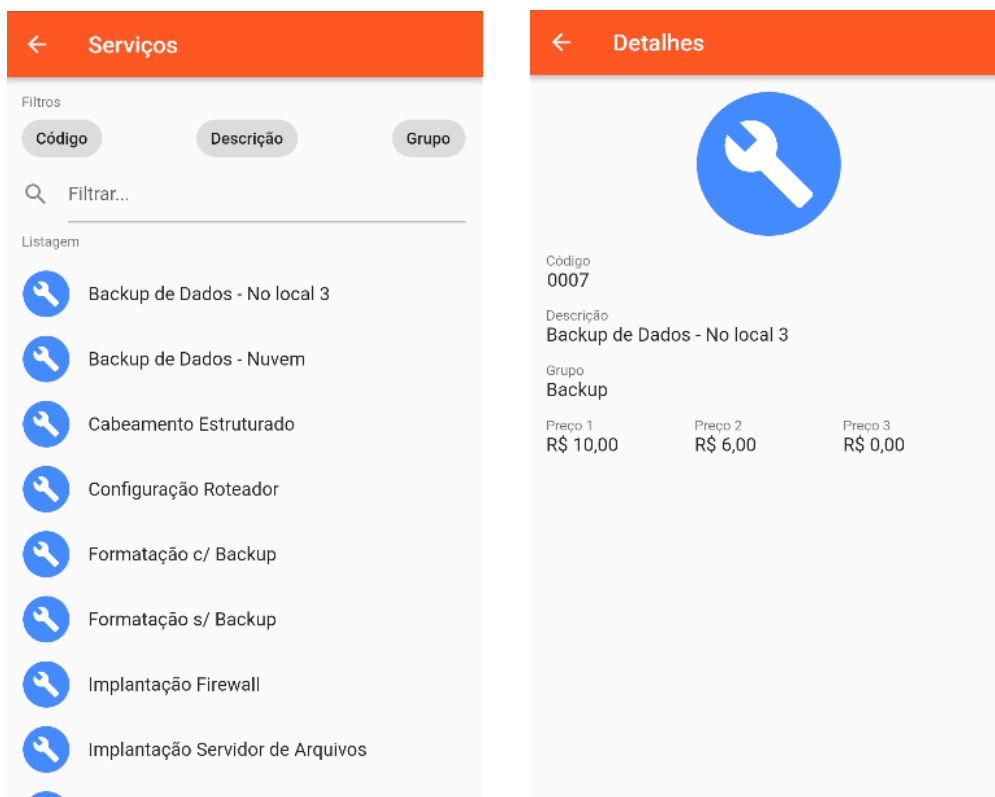 Serviços
Filtros
Código Descrição Grupo
Filtrar...
Listagem
Backup de Dados - No local 3
Backup de Dados - Nuvem
Cabeamento Estruturado
Configuração Roteador
Formatação c/ Backup
Formatação s/ Backup
Implantação Firewall
Implantação Servidor de Arquivos
Detalhes
Código
0007
Descrição
Backup de Dados - No local 3
Grupo
Backup
Preço 1 Preço 2 Preço 3
R$ 10,00 R$ 6,00 R$ 0,00